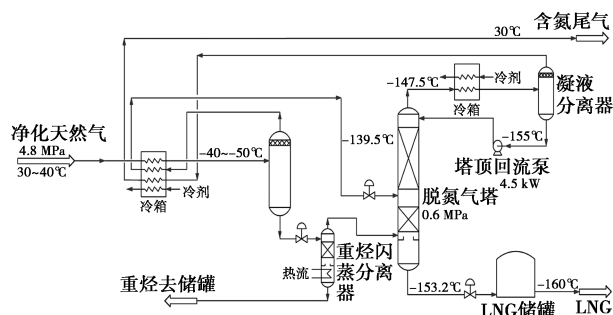 含氮尾气
30℃
-147.5℃
冷剂
冷箱
凝液
分离器
净化天然气
4.8 MPa
30~40℃
-40~-50℃
-139.5℃
-155℃
塔顶回流泵
4.5 kW
冷剂
冷箱
脱氮气塔
0.6 MPa
重烃闪
蒸分离
器
热流
重烃去储罐
-153.2℃
-160℃
LNG储罐
LNG